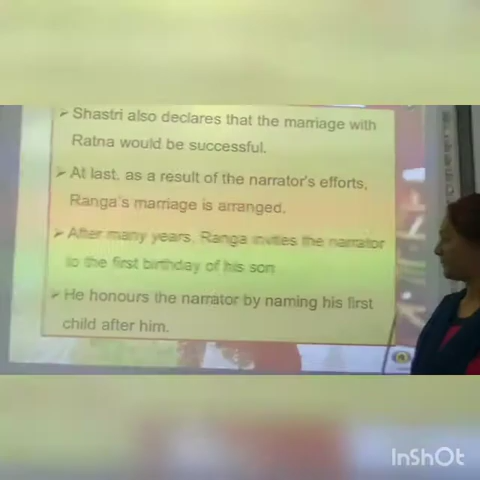 ➤ Shastri also declares that the marriage with
Ratna would be successful.
➤ At last, as a result of the narrator's efforts,
Ranga's marriage is arranged.
➤ After many years, Ranga invites the narrator
to the first birthday of his son
➤ He honours the narrator by naming his first
child after him.
InShOt